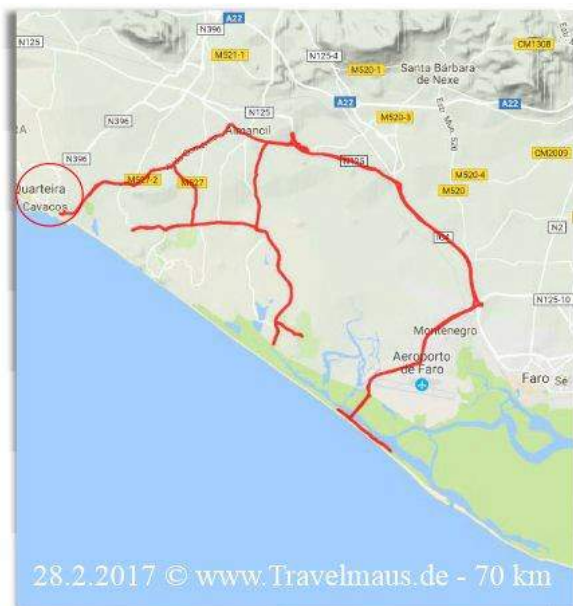 A22
N396
N125
CM1308
M521-1
N125-4
Santa Bárbara
de Nexe
M520-1
A22
A22
N125
M520-3
Almancil
N396
N125
CM2009
M527-2
M527
M520-4
M520
Quarteira
Cavacos
N2
N125-10
Montenegro
Aeroporto
de Faro
Faro
Se
28.2.2017 © www.Travelmaus.de - 70 km